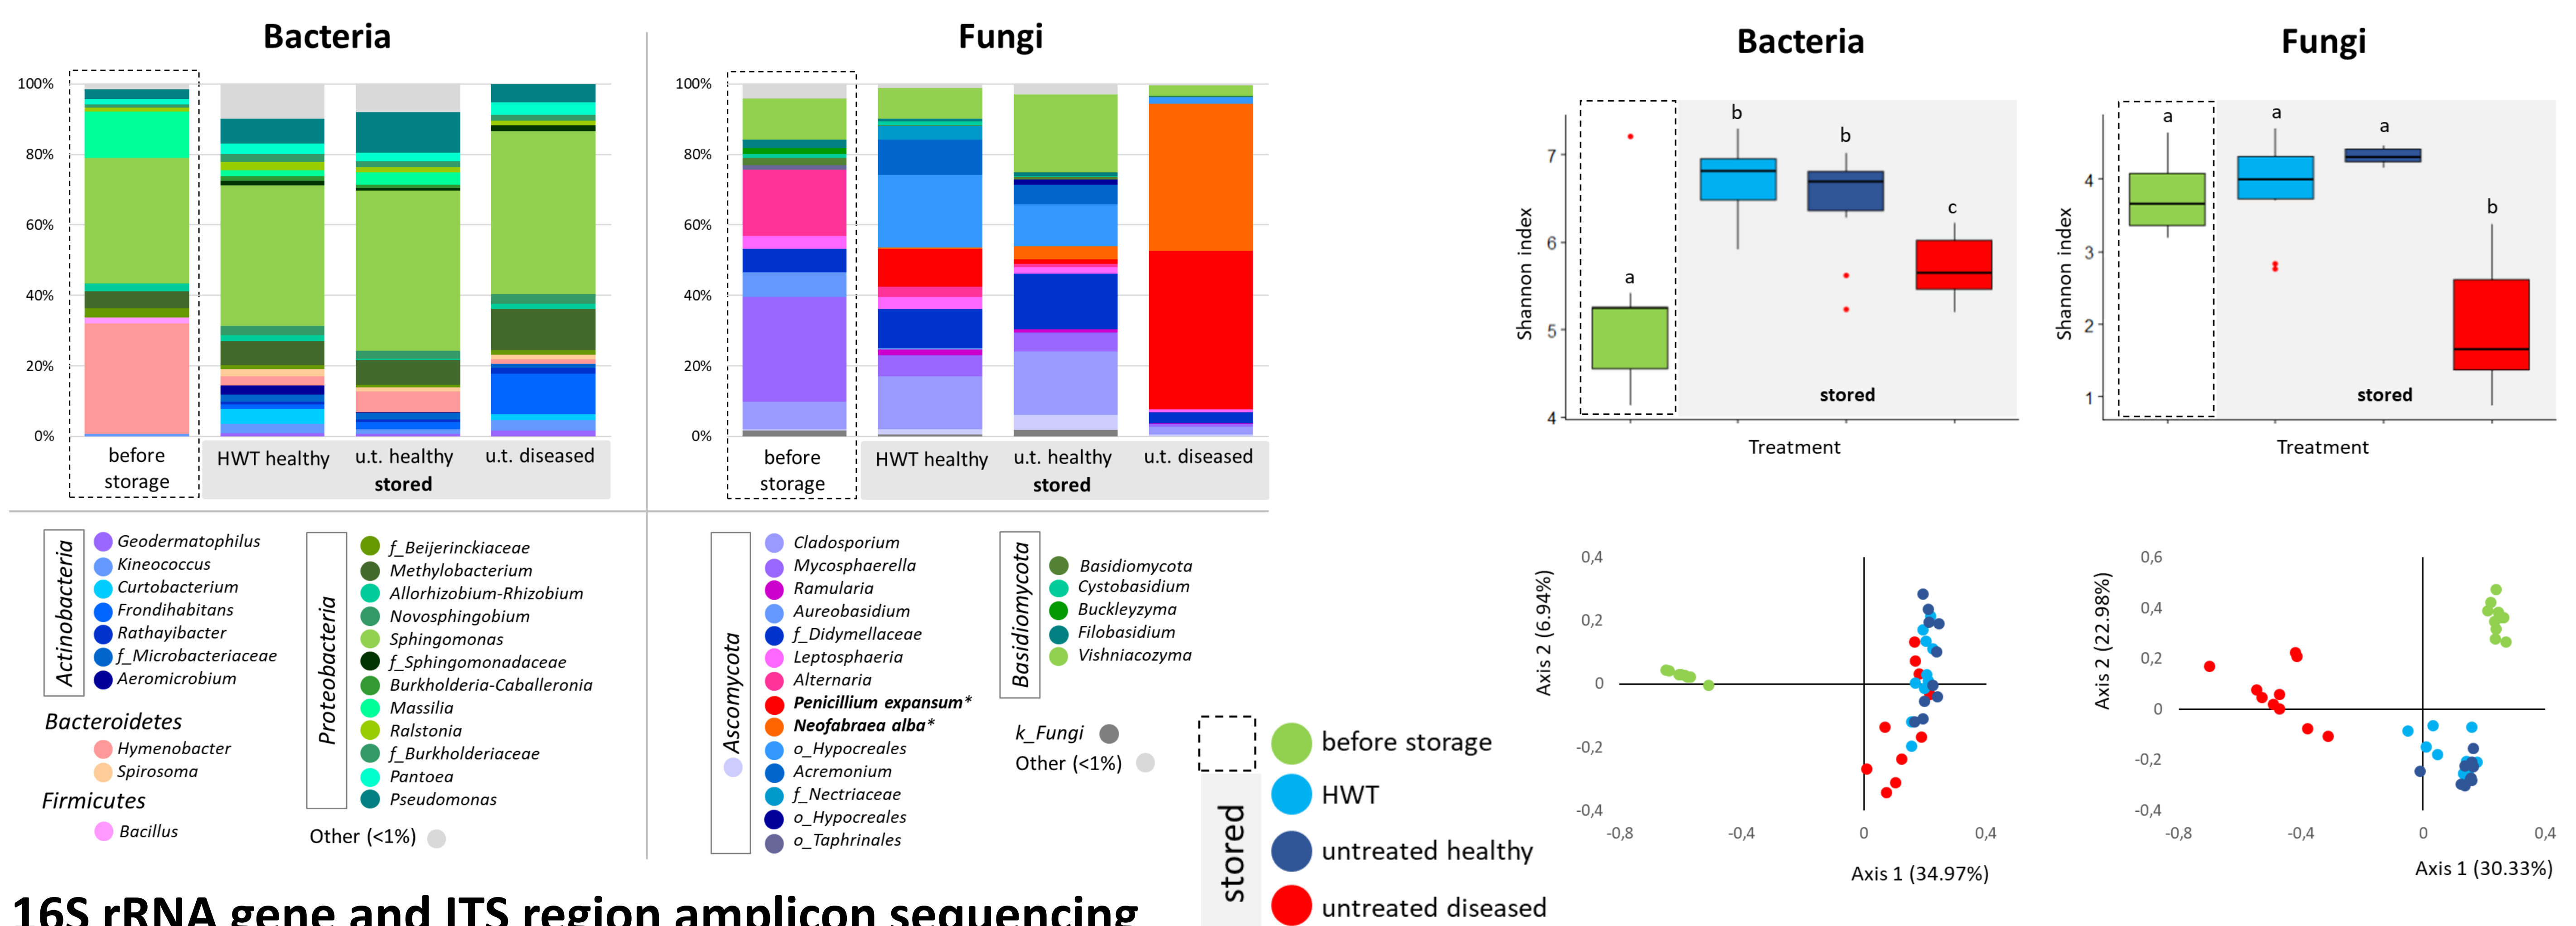 Bacteria
100%
80%
60%
40%
20%
0%
before
storage
HWT healthy
u.t. healthy
u.t. diseased
stored
Fungi
100%
80%
60%
40%
20%
0%
before
storage
HWT healthy
u.t. healthy
u.t. diseased
stored
Actinobacteria
Geodermatophilus
Kineococcus
Curtobacterium
Frondihabitans
Rathayibacter
f_Microbacteriaceae
Aeromicrobium
Bacteroidetes
Hymenobacter
Spirosoma
Firmicutes
Bacillus
Proteobacteria
f_Beijerinckiaceae
Methylobacterium
Allorhizobium-Rhizobium
Novosphingobium
Sphingomonas
f_Sphingomonadaceae
Burkholderia-Caballeronia
Massilia
Ralstonia
f_Burkholderiaceae
Pantoea
Pseudomonas
Other (<1%)
Ascomycota
Cladosporium
Mycosphaerella
Ramularia
Aureobasidium
f_Didymellaceae
Leptosphaeria
Alternaria
Penicillium expansum*
Neofabraea alba*
o_Hypocreales
Acremonium
f_Nectriaceae
o_Hypocreales
o_Taphrinales
Basidiomycota
Basidiomycota
Cystobasidium
Buckleyzyma
Filobasidium
Vishniacozyma
k_Fungi
Other (<1%)
16S rRNA gene and ITS region amplicon sequencing
Bacteria
Shannon index
7
6
5
4
a
b
b
c
stored
Treatment
Fungi
Shannon index
4
3
2
1
a
a
a
b
stored
Treatment
Axis 2 (6.94%)
0,4
0,2
0
-0,2
-0,4
-0,8
-0,4
0
0,4
Axis 1 (34.97%)
Axis 2 (22.98%)
0,6
0,4
0,2
0
-0,2
-0,4
-0,8
-0,4
0
0,4
Axis 1 (30.33%)
before storage
stored
HWT
untreated healthy
untreated diseased